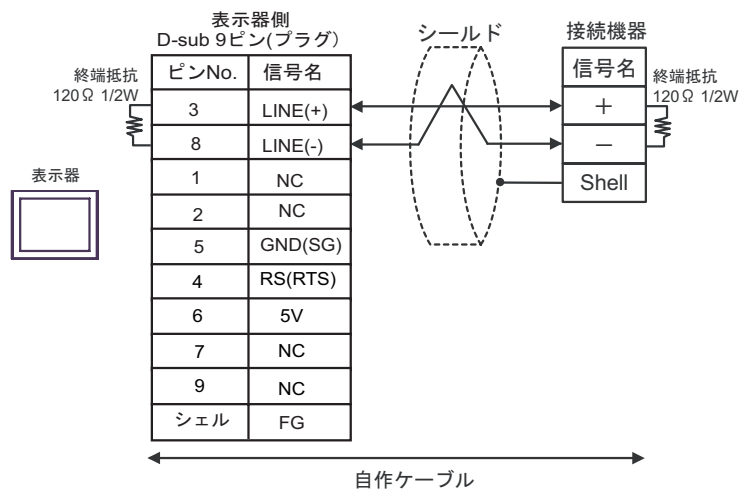 表示器側
D-sub 9ピン(プラグ)
シールド
接続機器
終端抵抗
120Ω 1/2W
ピンNo. 信号名
信号名
終端抵抗
120Ω 1/2W
3 LINE(+)
+
8 LINE(-)
−
表示器
1 NC
Shell
2 NC
5 GND(SG)
4 RS(RTS)
6 5V
7 NC
9 NC
シェル FG
自作ケーブル